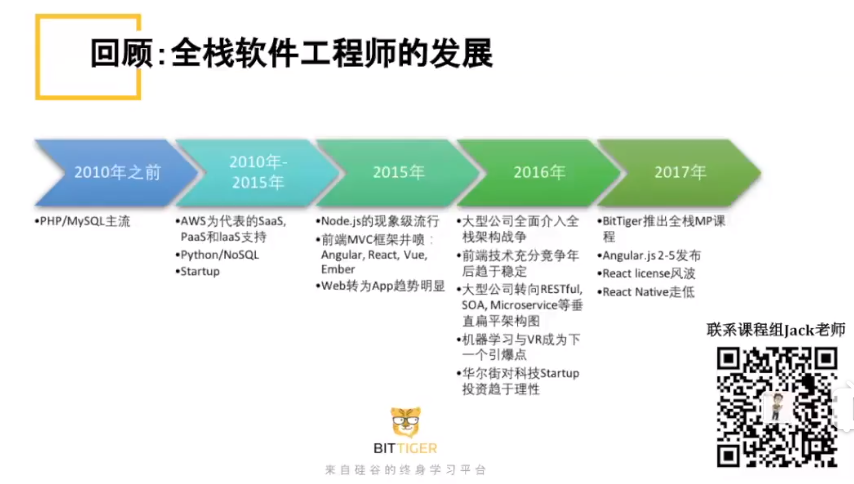 回顾:全栈软件工程师的发展
2010年之前
2010年-
2015年
2015年
2016年
2017年
•PHP/MySQL主流
•AWS为代表的SaaS,
PaaS和IaaS支持
•Python/NoSQL
•Startup
•Node.js的现象级流行
•前端MVC框架井喷:
Angular, React, Vue,
Ember
•Web转为App趋势明显
•大型公司全面介入全
栈架构战争
•前端技术充分竞争年
后趋于稳定
•大型公司转向RESTful,
SOA, Microservice等垂
直扁平架构图
•机器学习与VR成为下
一个引爆点
•华尔街对科技Startup
投资趋于理性
•BitTiger推出全栈MP课
程
•Angular.js 2-5发布
•React license风波
•React Native走低
联系课程组Jack老师
BITTIGER
来自硅谷的终身学习平台